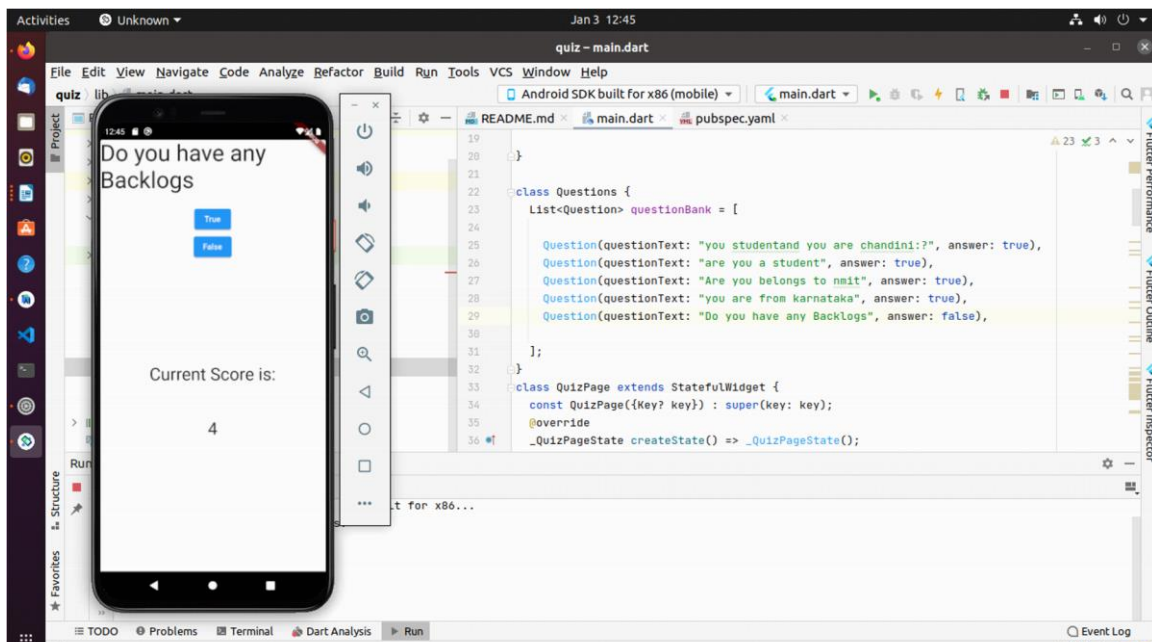 Activities Unknown Jan 3 12:45
quiz – main.dart
File Edit View Navigate Code Analyze Refactor Build Run Tools VCS Window Help
quiz lib main.dart Android SDK built for x86 (mobile) main.dart
Project
README.md main.dart pubspec.yaml
12:45
Do you have any
Backlogs
True
False
Current Score is:
4
19
20 }
21
22 class Questions {
23 List<Question> questionBank = [
24
25 Question(questionText: "you studentand you are chandini:?", answer: true),
26 Question(questionText: "are you a student", answer: true),
27 Question(questionText: "Are you belongs to nmit", answer: true),
28 Question(questionText: "you are from karnataka", answer: true),
29 Question(questionText: "Do you have any Backlogs", answer: false),
30
31 ];
32 }
33 class QuizPage extends StatefulWidget {
34 const QuizPage({Key? key}) : super(key: key);
35 @override
36 _QuizPageState createState() => _QuizPageState();
23 3
Flutter Performance
Flutter Outline
Flutter Inspector
Run
t for x86...
s.
Structure
Favorites
TODO Problems Terminal Dart Analysis Run Event Log